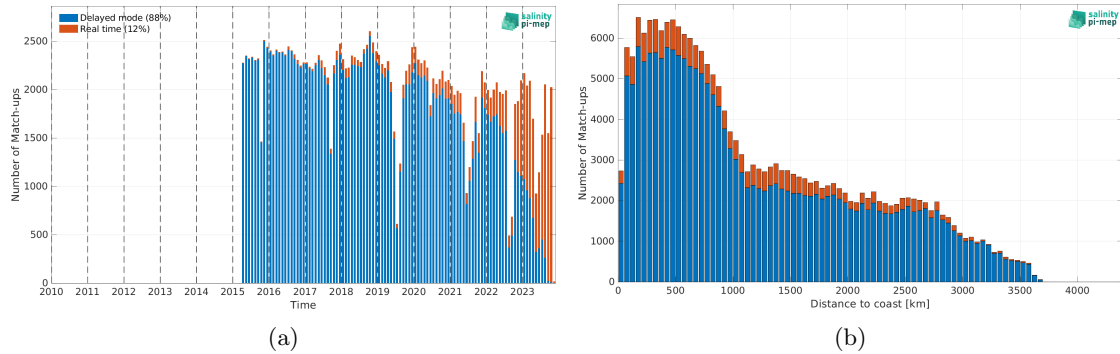 Delayed mode (88%)
Real time (12%)
salinity
pi-mep
Number of Match-ups
2500
2000
1500
1000
500
0
2010 2011 2012 2013 2014 2015 2016 2017 2018 2019 2020 2021 2022 2023
Time
(a)
salinity
pi-mep
Number of Match-ups
6000
5000
4000
3000
2000
1000
0
0 500 1000 1500 2000 2500 3000 3500 4000
Distance to coast [km]
(b)